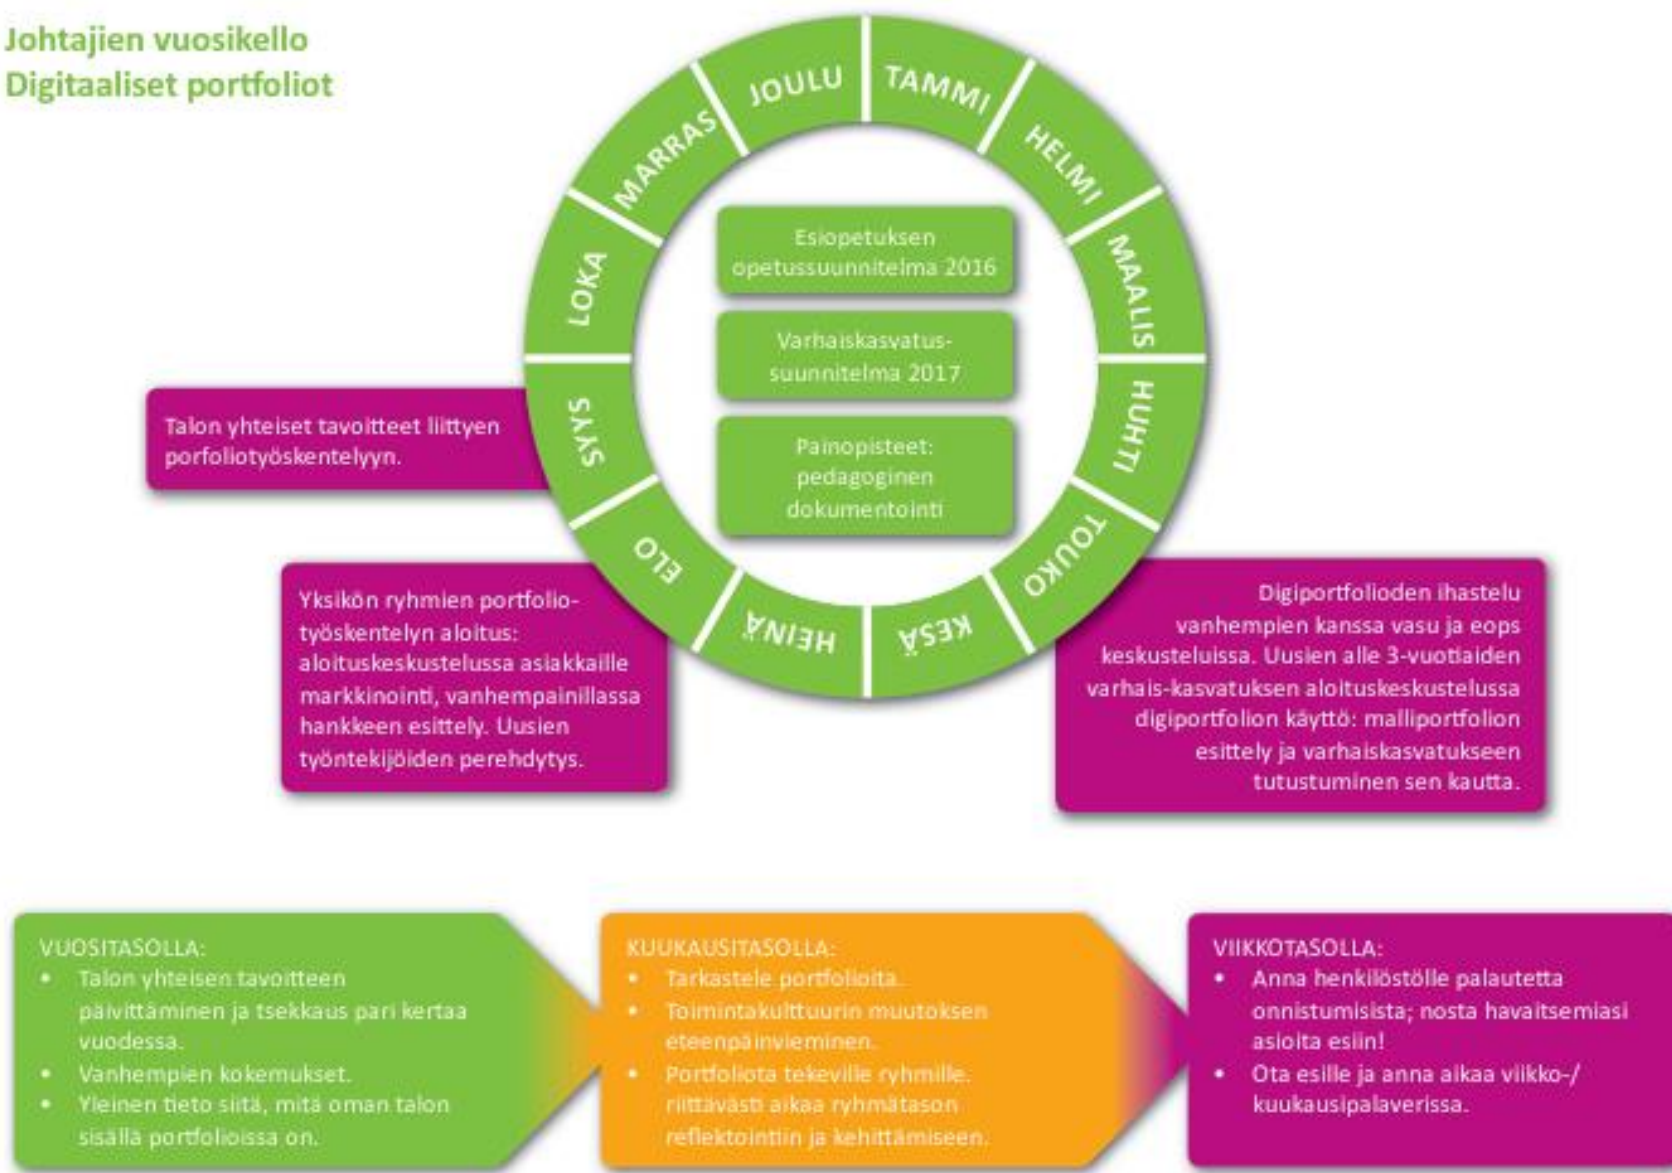 Johtajien vuosikello
Digitaaliset portfoliot
TAMMI
HELMI
MAALIS
HUHTI
TOUKO
KESÄ
HEINÄ
ELO
SYYS
LOKA
MARRAS
JOULU
Esiopetuksen
opetussuunnitelma 2016
Varhaiskasvatus-
suunnitelma 2017
Painopisteet:
pedagoginen
dokumentointi
Talon yhteiset tavoitteet liittyen
porfoliotyöskentelyyn.
Yksikön ryhmien portfolio-
työskentelyn aloitus:
aloituskeskustelussa asiakkaille
markkinointi, vanhempainillassa
hankkeen esittely. Uusien
työntekijöiden perehdytys.
Digiportfolioden ihastelu
vanhempien kanssa vasu ja eops
keskusteluissa. Uusien alle 3-vuotiaiden
varhais-kasvatuksen aloituskeskustelussa
digiportfolion käyttö: malliportfolion
esittely ja varhaiskasvatukseen
tutustuminen sen kautta.
VUOSITASOLLA:
• Talon yhteisen tavoitteen
päivittäminen ja tsekkaus pari kertaa
vuodessa.
• Vanhempien kokemukset.
• Yleinen tieto siitä, mitä oman talon
sisällä portfolioissa on.
KUUKAUSITASOLLA:
• Tarkastele portfolioita.
• Toimintakulttuurin muutoksen
eteenpäinvieminen.
• Portfoliota tekeville ryhmille.
riittävästi aikaa ryhmätason
reflektointiin ja kehittämiseen.
VIIKKOTASOLLA:
• Anna henkilöstölle palautetta
onnistumisista; nosta havaitsemiasi
asioita esiin!
• Ota esille ja anna aikaa viikko-/
kuukausipalaverissa.